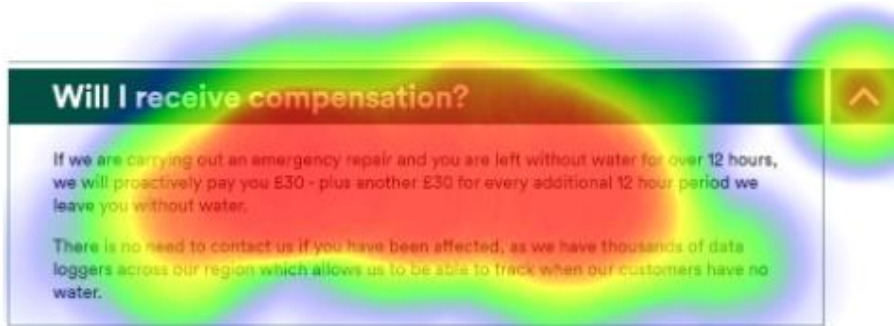 Will I receive compensation?
If we are carrying out an emergency repair and you are left without water for over 12 hours,
we will proactively pay you £30 - plus another £30 for every additional 12 hour period we
leave you without water.
There is no need to contact us if you have been affected, as we have thousands of data
loggers across our region which allows us to be able to track when our customers have no
water.